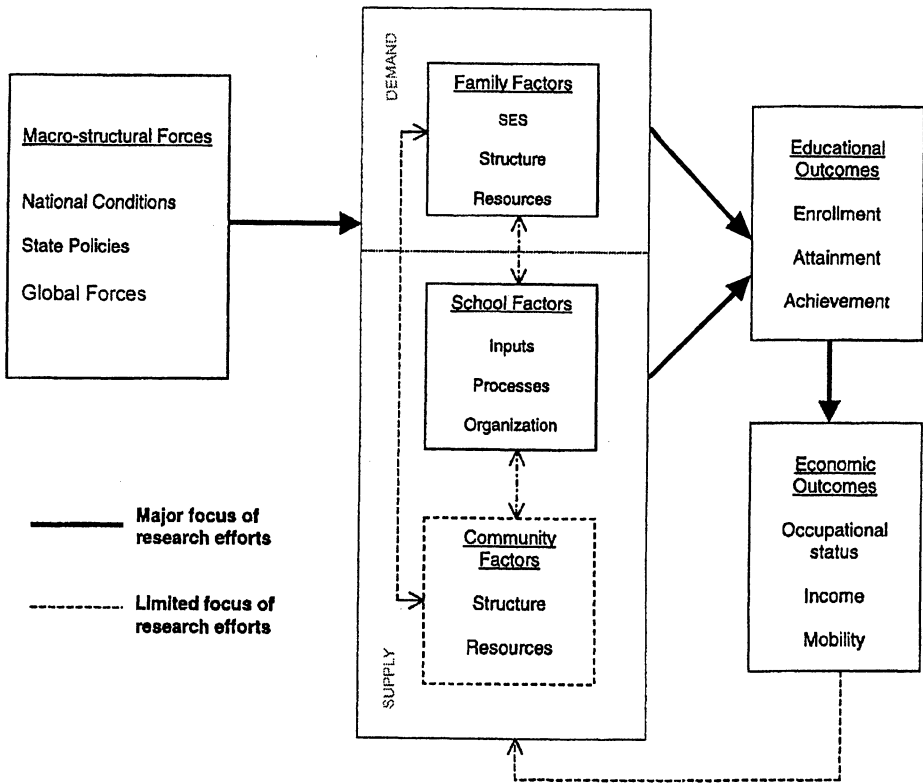 Macro-structural Forces
National Conditions
State Policies
Global Forces
DEMAND
Family Factors
SES
Structure
Resources
School Factors
Inputs
Processes
Organization
Community
Factors
Structure
Resources
SUPPLY
Educational
Outcomes
Enrollment
Attainment
Achievement
Economic
Outcomes
Occupational
status
Income
Mobility
Major focus of
research efforts
Limited focus of
research efforts